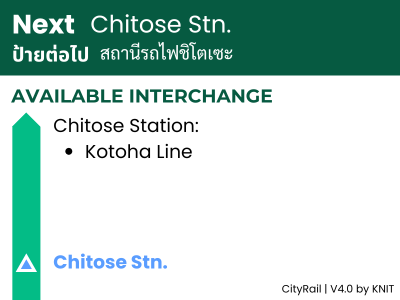 Next Chitose Stn.
ป้ายต่อไป สถานีรถไฟชิโตเซะ
AVAILABLE INTERCHANGE
Chitose Station:
• Kotoha Line
Chitose Stn.
CityRail | V4.0 by KNIT